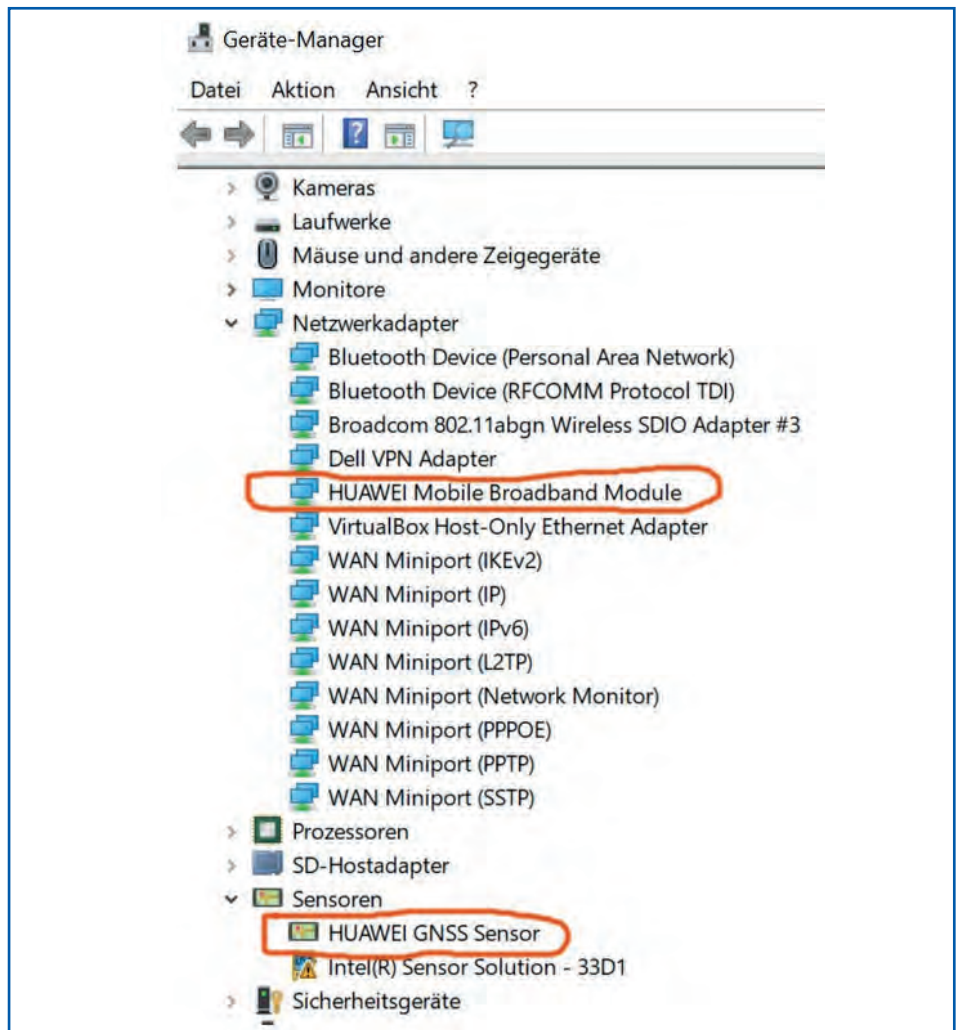 Geräte-Manager
Datei Aktion Ansicht ?
Kameras
Laufwerke
Mäuse und andere Zeigegeräte
Monitore
Netzwerkadapter
Bluetooth Device (Personal Area Network)
Bluetooth Device (RFCOMM Protocol TDI)
Broadcom 802.11abgn Wireless SDIO Adapter #3
Dell VPN Adapter
HUAWEI Mobile Broadband Module
VirtualBox Host-Only Ethernet Adapter
WAN Miniport (IKEv2)
WAN Miniport (IP)
WAN Miniport (IPv6)
WAN Miniport (L2TP)
WAN Miniport (Network Monitor)
WAN Miniport (PPPOE)
WAN Miniport (PPTP)
WAN Miniport (SSTP)
Prozessoren
SD-Hostadapter
Sensoren
HUAWEI GNSS Sensor
Intel(R) Sensor Solution - 33D1
Sicherheitsgeräte